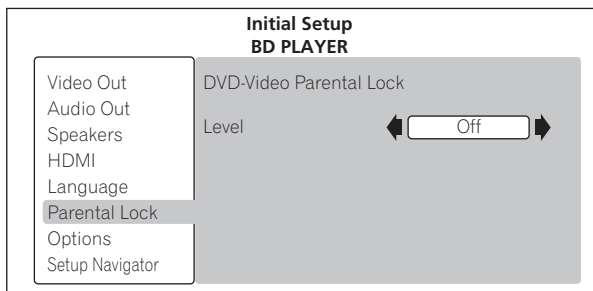 Initial Setup
BD PLAYER
Video Out
Audio Out
Speakers
HDMI
Language
Parental Lock
Options
Setup Navigator
DVD-Video Parental Lock
Level
Off